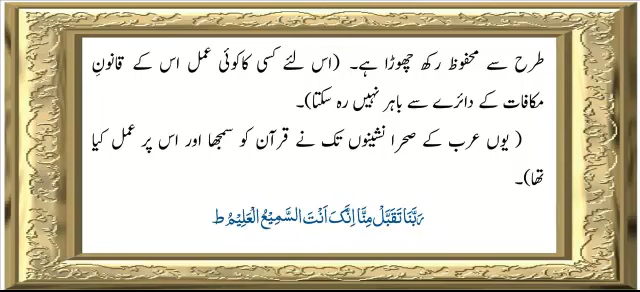 طرح سے محفوظ رکھ چھوڑا ہے۔ (اس لئے کسی کا کوئی عمل اس کے قانونِ
مکافات کے دائرے سے باہر نہیں رہ سکتا)۔
( یوں عرب کے صحرا نشینوں تک نے قرآن کو سمجھا اور اس پر عمل کیا
تھا)۔
رَبَّنَا تَقَبَّلْ مِنَّا اِنَّکَ اَنْتَ السَّمِیْعُ الْعَلِیْمُ ط